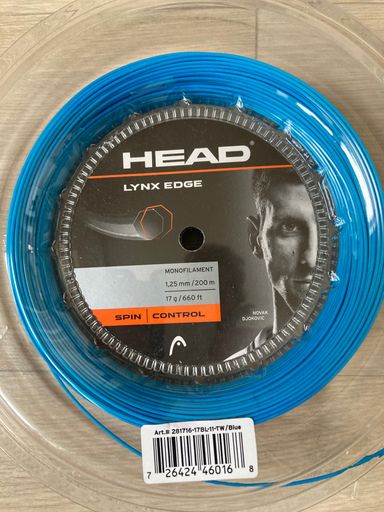 HEAD
LYNX EDGE
MONOFILAMENT
1,25 mm / 200 m
17 g / 660 ft
SPIN CONTROL
NOVAK
DJOKOVIC
Art.# 281716-17BL-11-TW/Blue
7 26424 46016 8